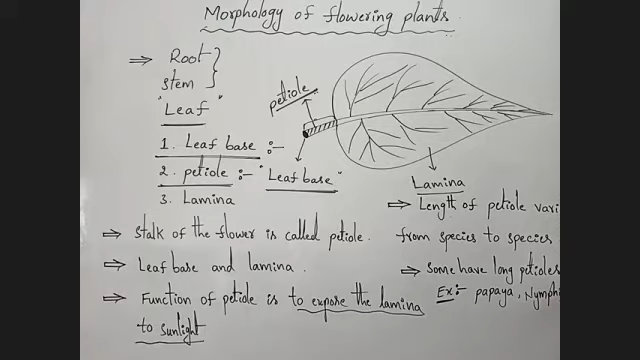 Morphology of flowering plants
⇒ Root
stem
"Leaf"
1. Leaf base :-
2. petiole :-
3. Lamina
petiole
"Leaf base"
Lamina
⇒ Stalk of the flower is called petiole.
⇒ Leaf base and lamina.
⇒ Function of petiole is to expose the lamina
to sunlight
⇒ Length of petiole vari
from species to species
⇒ Some have long petioles
Ex:- papaya, Nymph